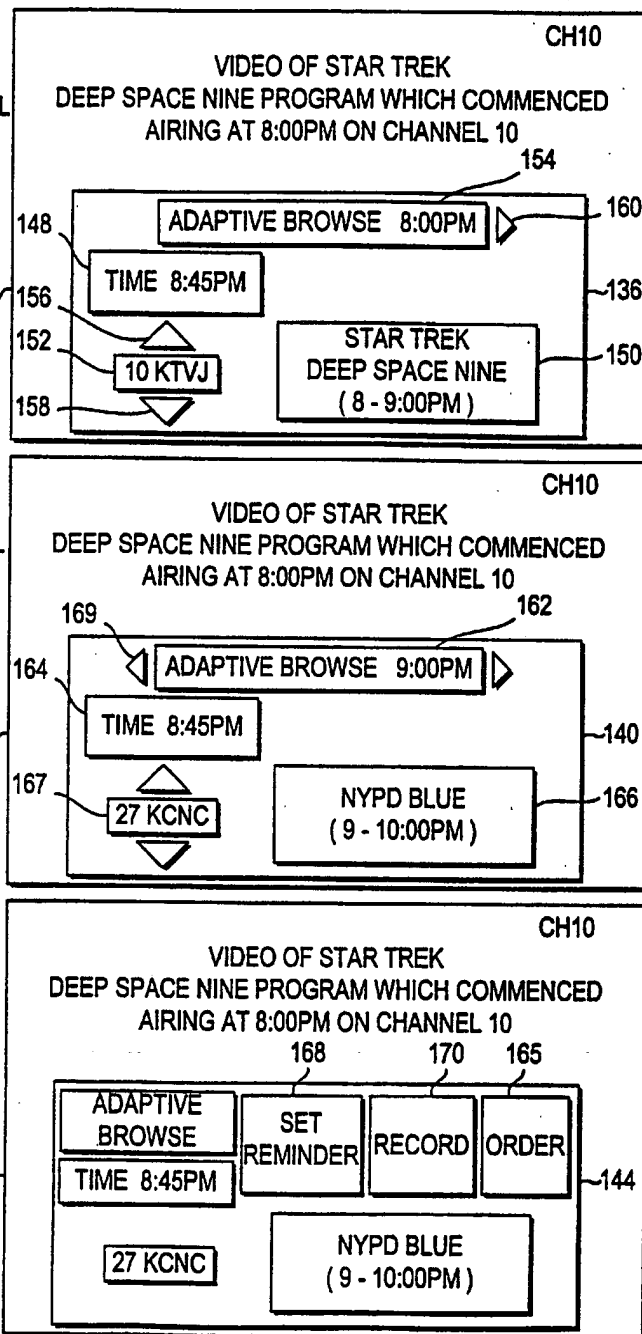 CH10
VIDEO OF STAR TREK
DEEP SPACE NINE PROGRAM WHICH COMMENCED
AIRING AT 8:00PM ON CHANNEL 10
L
154
ADAPTIVE BROWSE 8:00PM
160
148
TIME 8:45PM
136
156
152
10 KTVJ
158
STAR TREK
DEEP SPACE NINE
( 8 - 9:00PM )
150
CH10
VIDEO OF STAR TREK
DEEP SPACE NINE PROGRAM WHICH COMMENCED
AIRING AT 8:00PM ON CHANNEL 10
169
162
ADAPTIVE BROWSE 9:00PM
164
TIME 8:45PM
140
167
27 KCNC
NYPD BLUE
( 9 - 10:00PM )
166
CH10
VIDEO OF STAR TREK
DEEP SPACE NINE PROGRAM WHICH COMMENCED
AIRING AT 8:00PM ON CHANNEL 10
168
170
165
ADAPTIVE
BROWSE
SET
REMINDER
RECORD
ORDER
TIME 8:45PM
144
27 KCNC
NYPD BLUE
( 9 - 10:00PM )